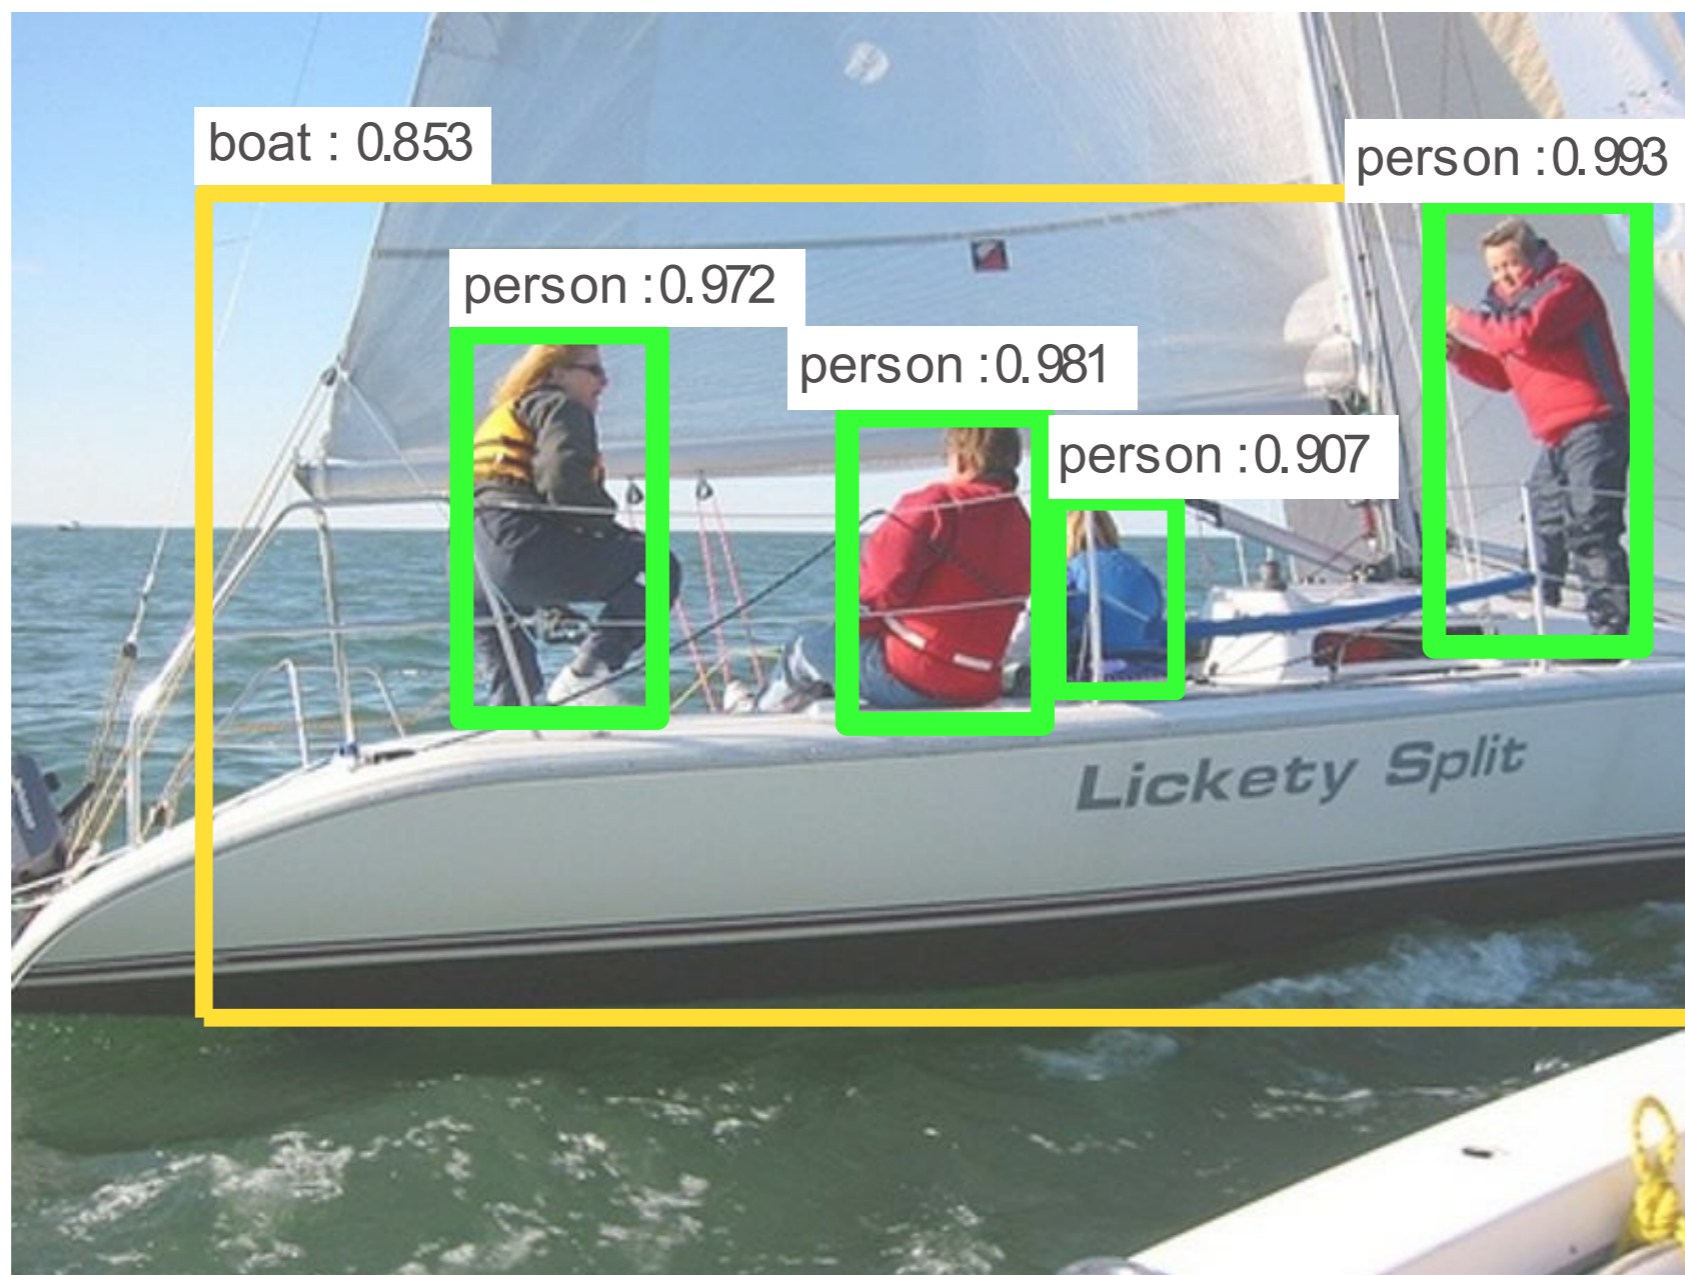 boat : 0.853
person :0.993
person :0.972
person :0.981
person :0.907
Lickety Split